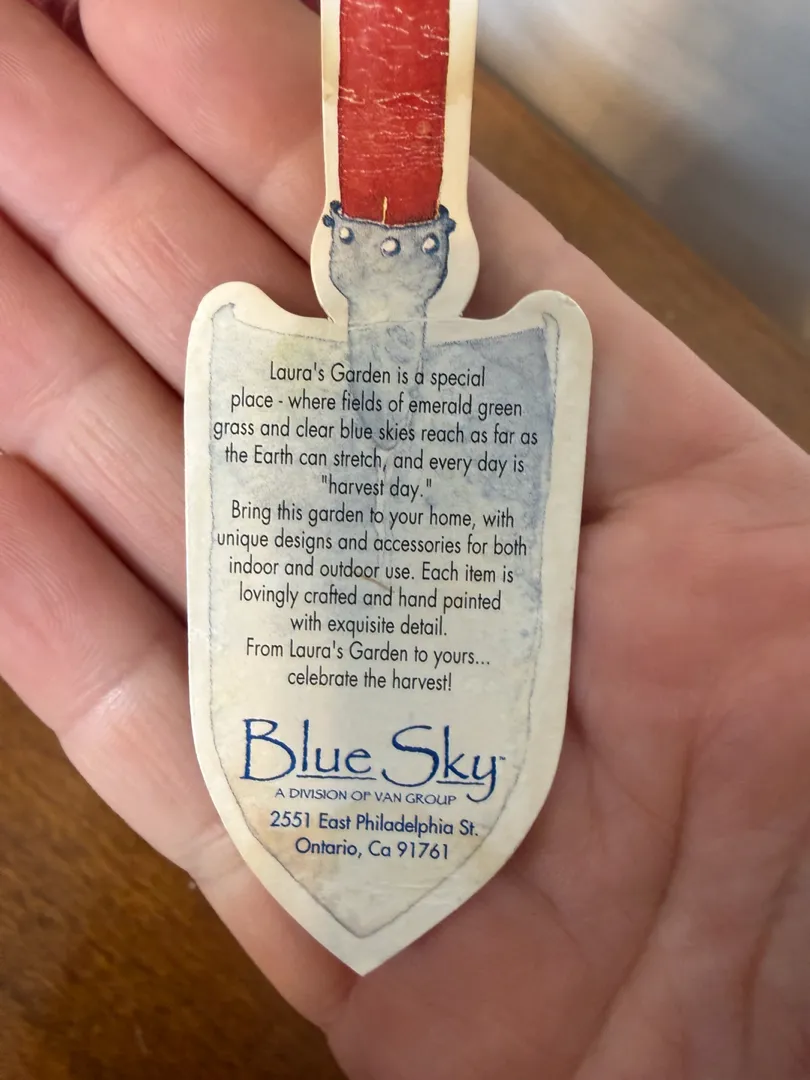 Laura's Garden is a special
place - where fields of emerald green
grass and clear blue skies reach as far as
the Earth can stretch, and every day is
"harvest day."
Bring this garden to your home, with
unique designs and accessories for both
indoor and outdoor use. Each item is
lovingly crafted and hand painted
with exquisite detail.
From Laura's Garden to yours...
celebrate the harvest!
Blue Sky™
A DIVISION OF VAN GROUP
2551 East Philadelphia St.
Ontario, Ca 91761